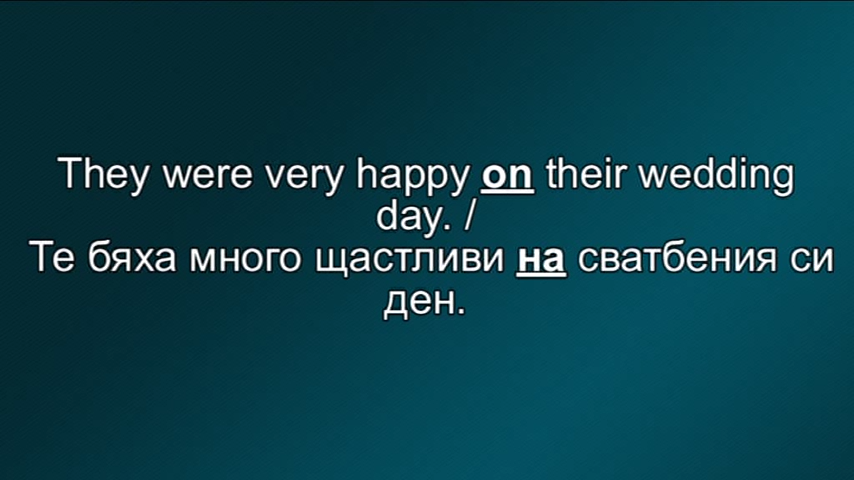 They were very happy on their wedding
day. /
Те бяха много щастливи на сватбения си
ден.